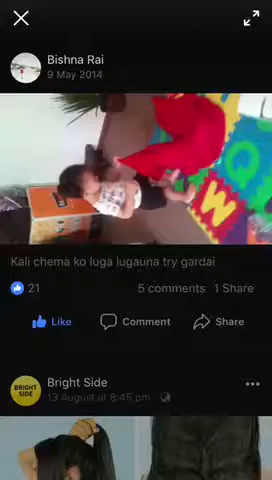 Bishna Rai
9 May 2014
Q
W
Kali chema ko luga lugauna try gardai
21
5 comments 1 Share
Like Comment Share
BRIGHT
SIDE
Bright Side
13 August at 8:45 pm